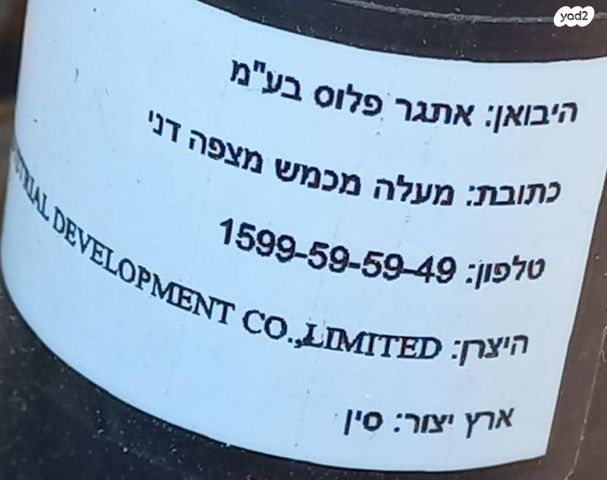 yad2
היבואן: אתגר פלוס בע"מ
כתובת: מעלה מכמש מצפה דני
טלפון: 1599-59-59-49
היצרן: DEVELOPMENT CO.,LIMITED
ארץ יצור: סין